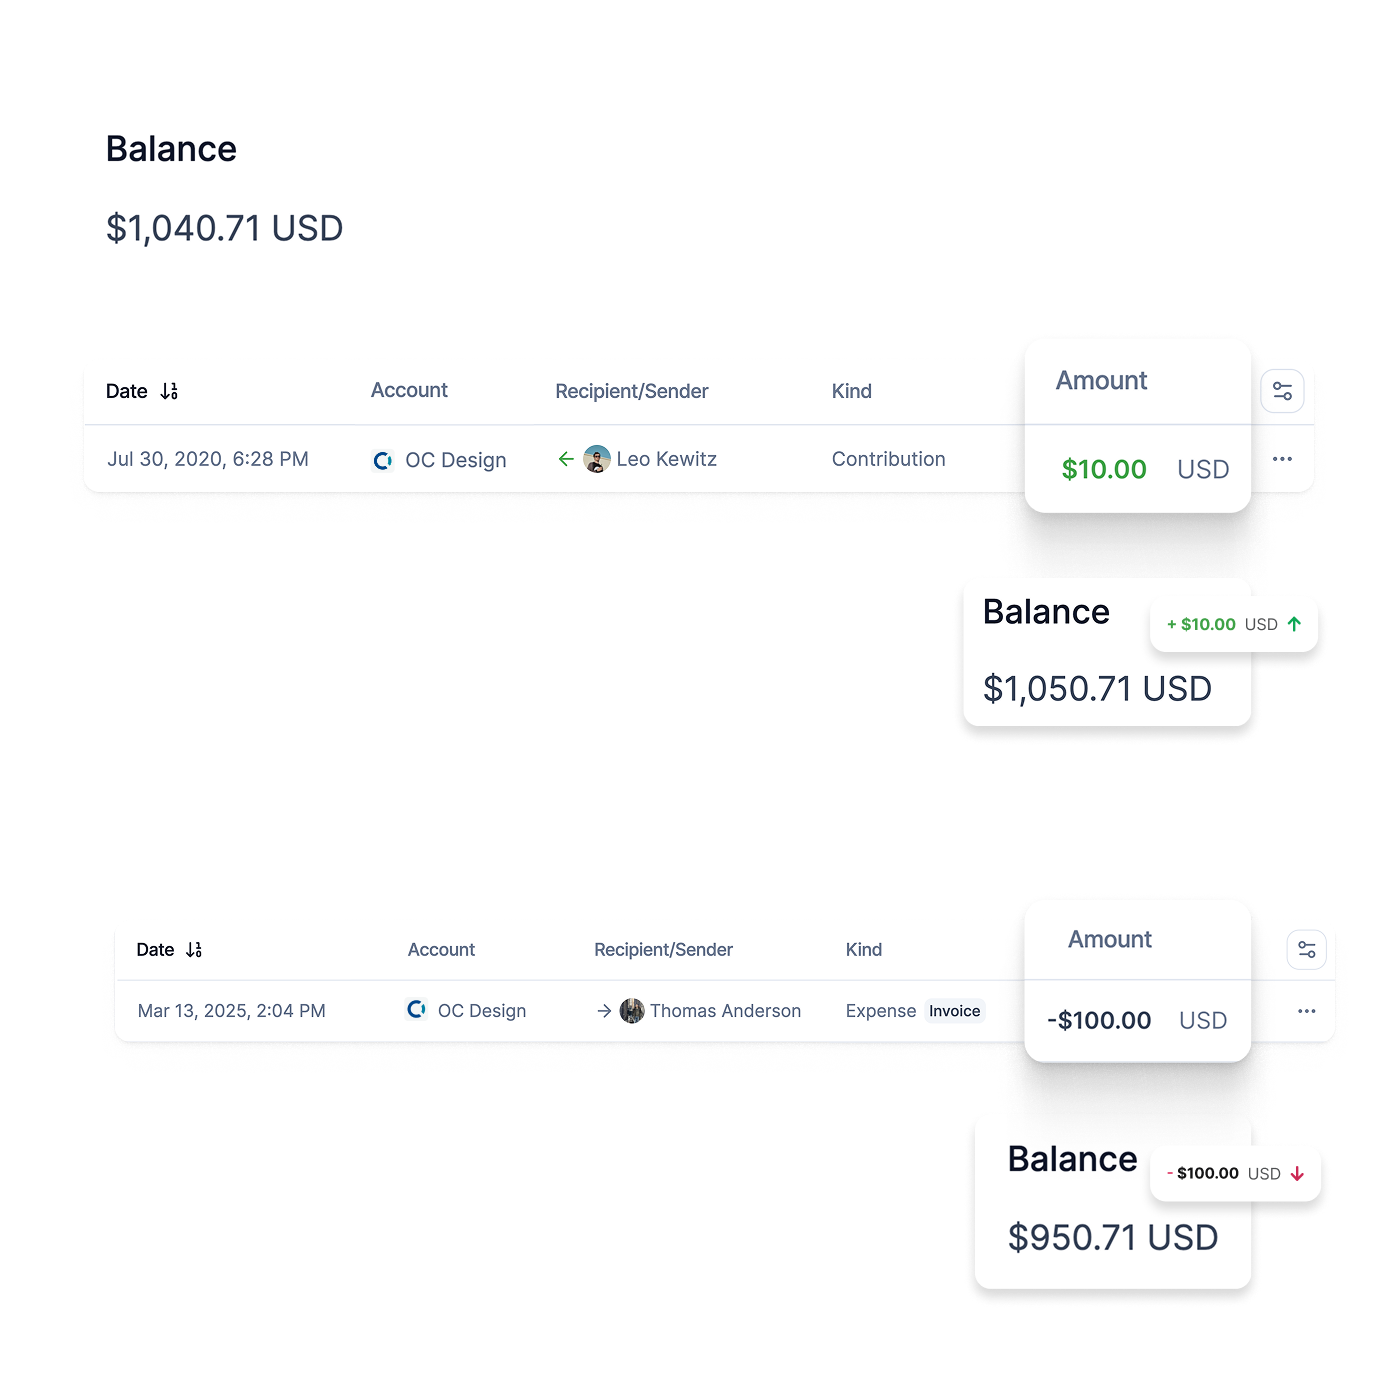 Balance
$1,040.71 USD
Date Account Recipient/Sender Kind Amount
Jul 30, 2020, 6:28 PM OC Design Leo Kewitz Contribution $10.00 USD
Balance + $10.00 USD
$1,050.71 USD
Date Account Recipient/Sender Kind Amount
Mar 13, 2025, 2:04 PM OC Design Thomas Anderson Expense Invoice -$100.00 USD
Balance - $100.00 USD
$950.71 USD